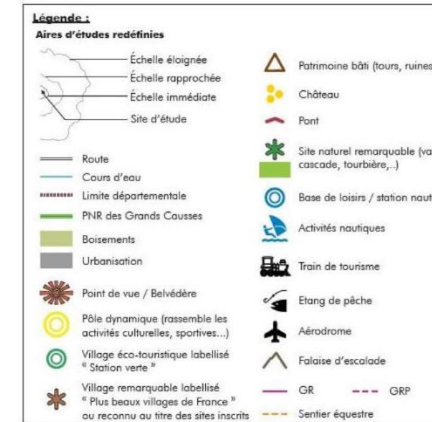 Légende :
Aires d'études redéfinies
Échelle éloignée
Échelle rapprochée
Échelle immédiate
Site d'étude
Route
Cours d'eau
Limite départementale
PNR des Grands Causses
Boisements
Urbanisation
Point de vue / Belvédère
Pôle dynamique (rassemble les
activités culturelles, sportives...)
Village éco-touristique labellisé
" Station verte "
Village remarquable labellisé
" Plus beaux villages de France "
ou reconnu au titre des sites inscrits
Patrimoine bâti (tours, ruines
Château
Pont
Site naturel remarquable (va
cascade, tourbière,..)
Base de loisirs / station naut
Activités nautiques
Train de tourisme
Etang de pêche
Aérodrome
Falaise d'escalade
GR
GRP
Sentier équestre